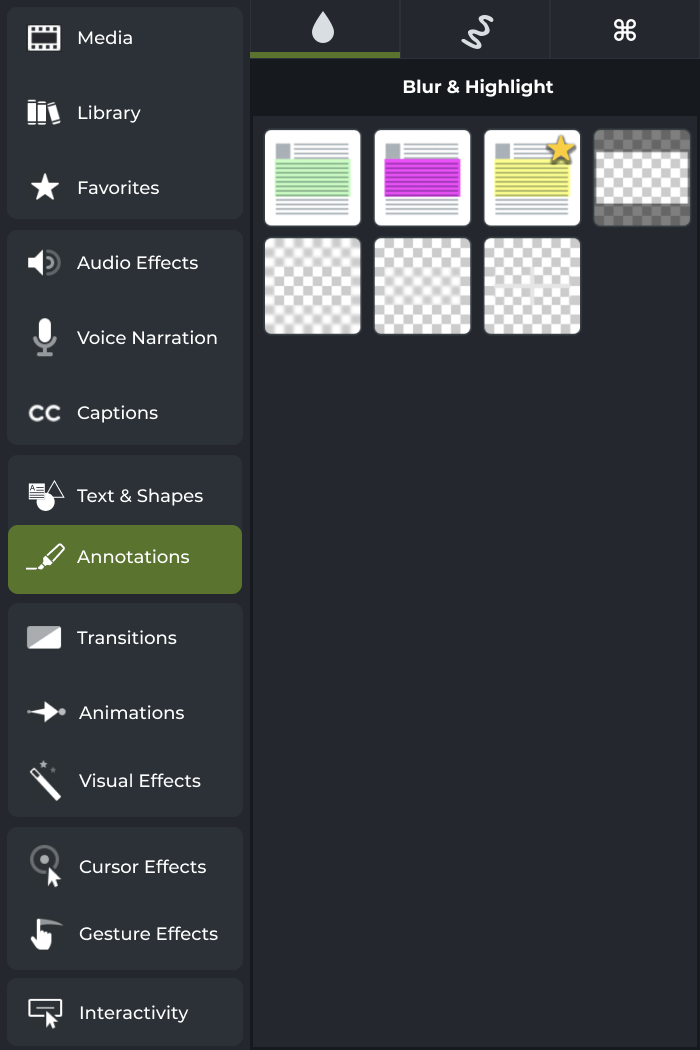 Media
Library
Favorites
Audio Effects
Voice Narration
CC Captions
Text & Shapes
Annotations
Transitions
Animations
Visual Effects
Cursor Effects
Gesture Effects
Interactivity
Blur & Highlight